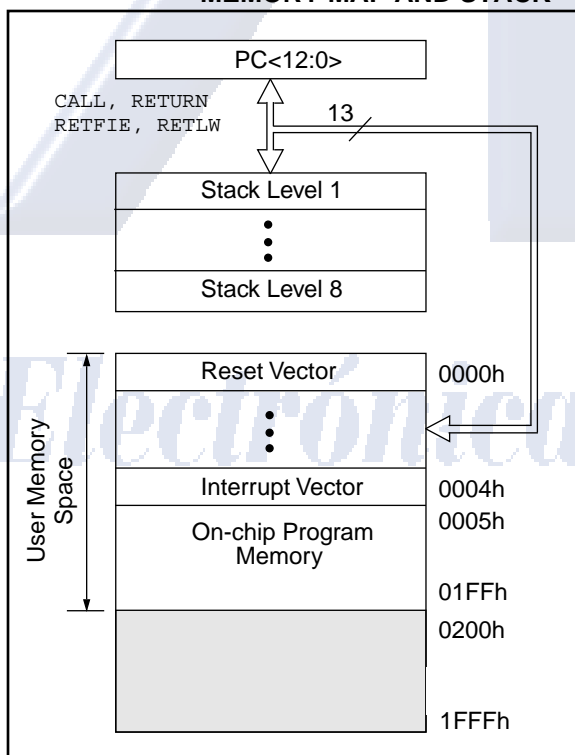 PC<12:0>
CALL, RETURN
RETFIE, RETLW
13
Stack Level 1
Stack Level 8
Reset Vector
0000h
Interrupt Vector
0004h
0005h
On-chip Program
Memory
01FFh
0200h
1FFFh
User Memory
Space
Electrónica